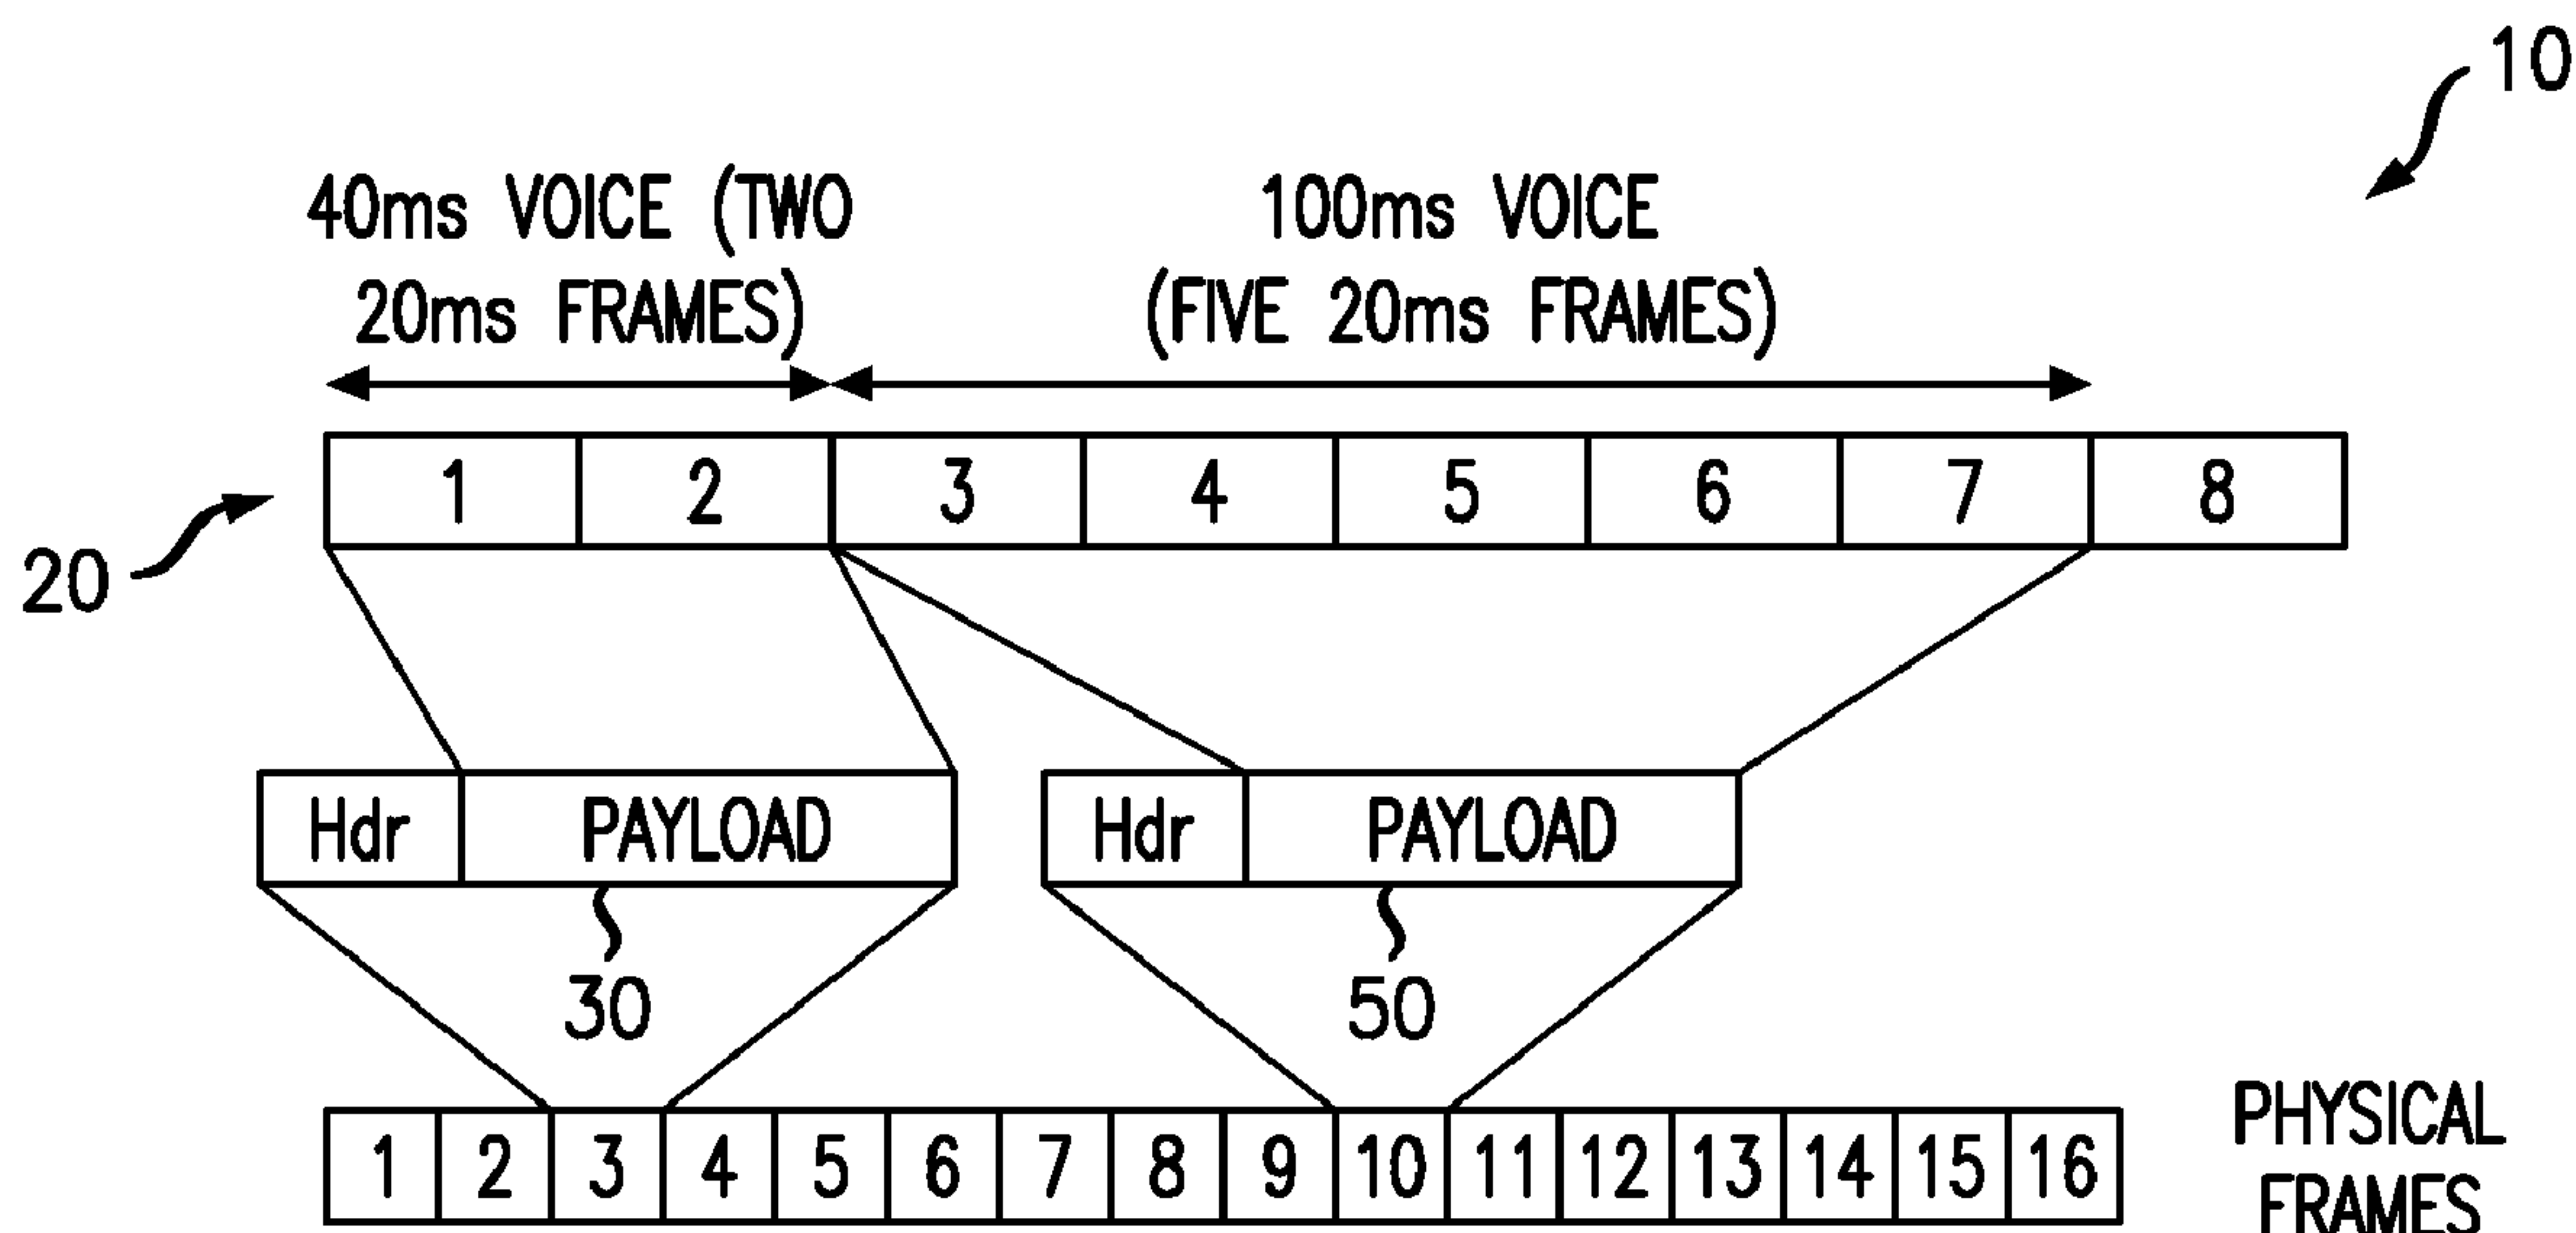 10
40ms VOICE (TWO
20ms FRAMES)
100ms VOICE
(FIVE 20ms FRAMES)
20
1 2 3 4 5 6 7 8
Hdr PAYLOAD
Hdr PAYLOAD
30
50
1 2 3 4 5 6 7 8 9 10 11 12 13 14 15 16
PHYSICAL
FRAMES